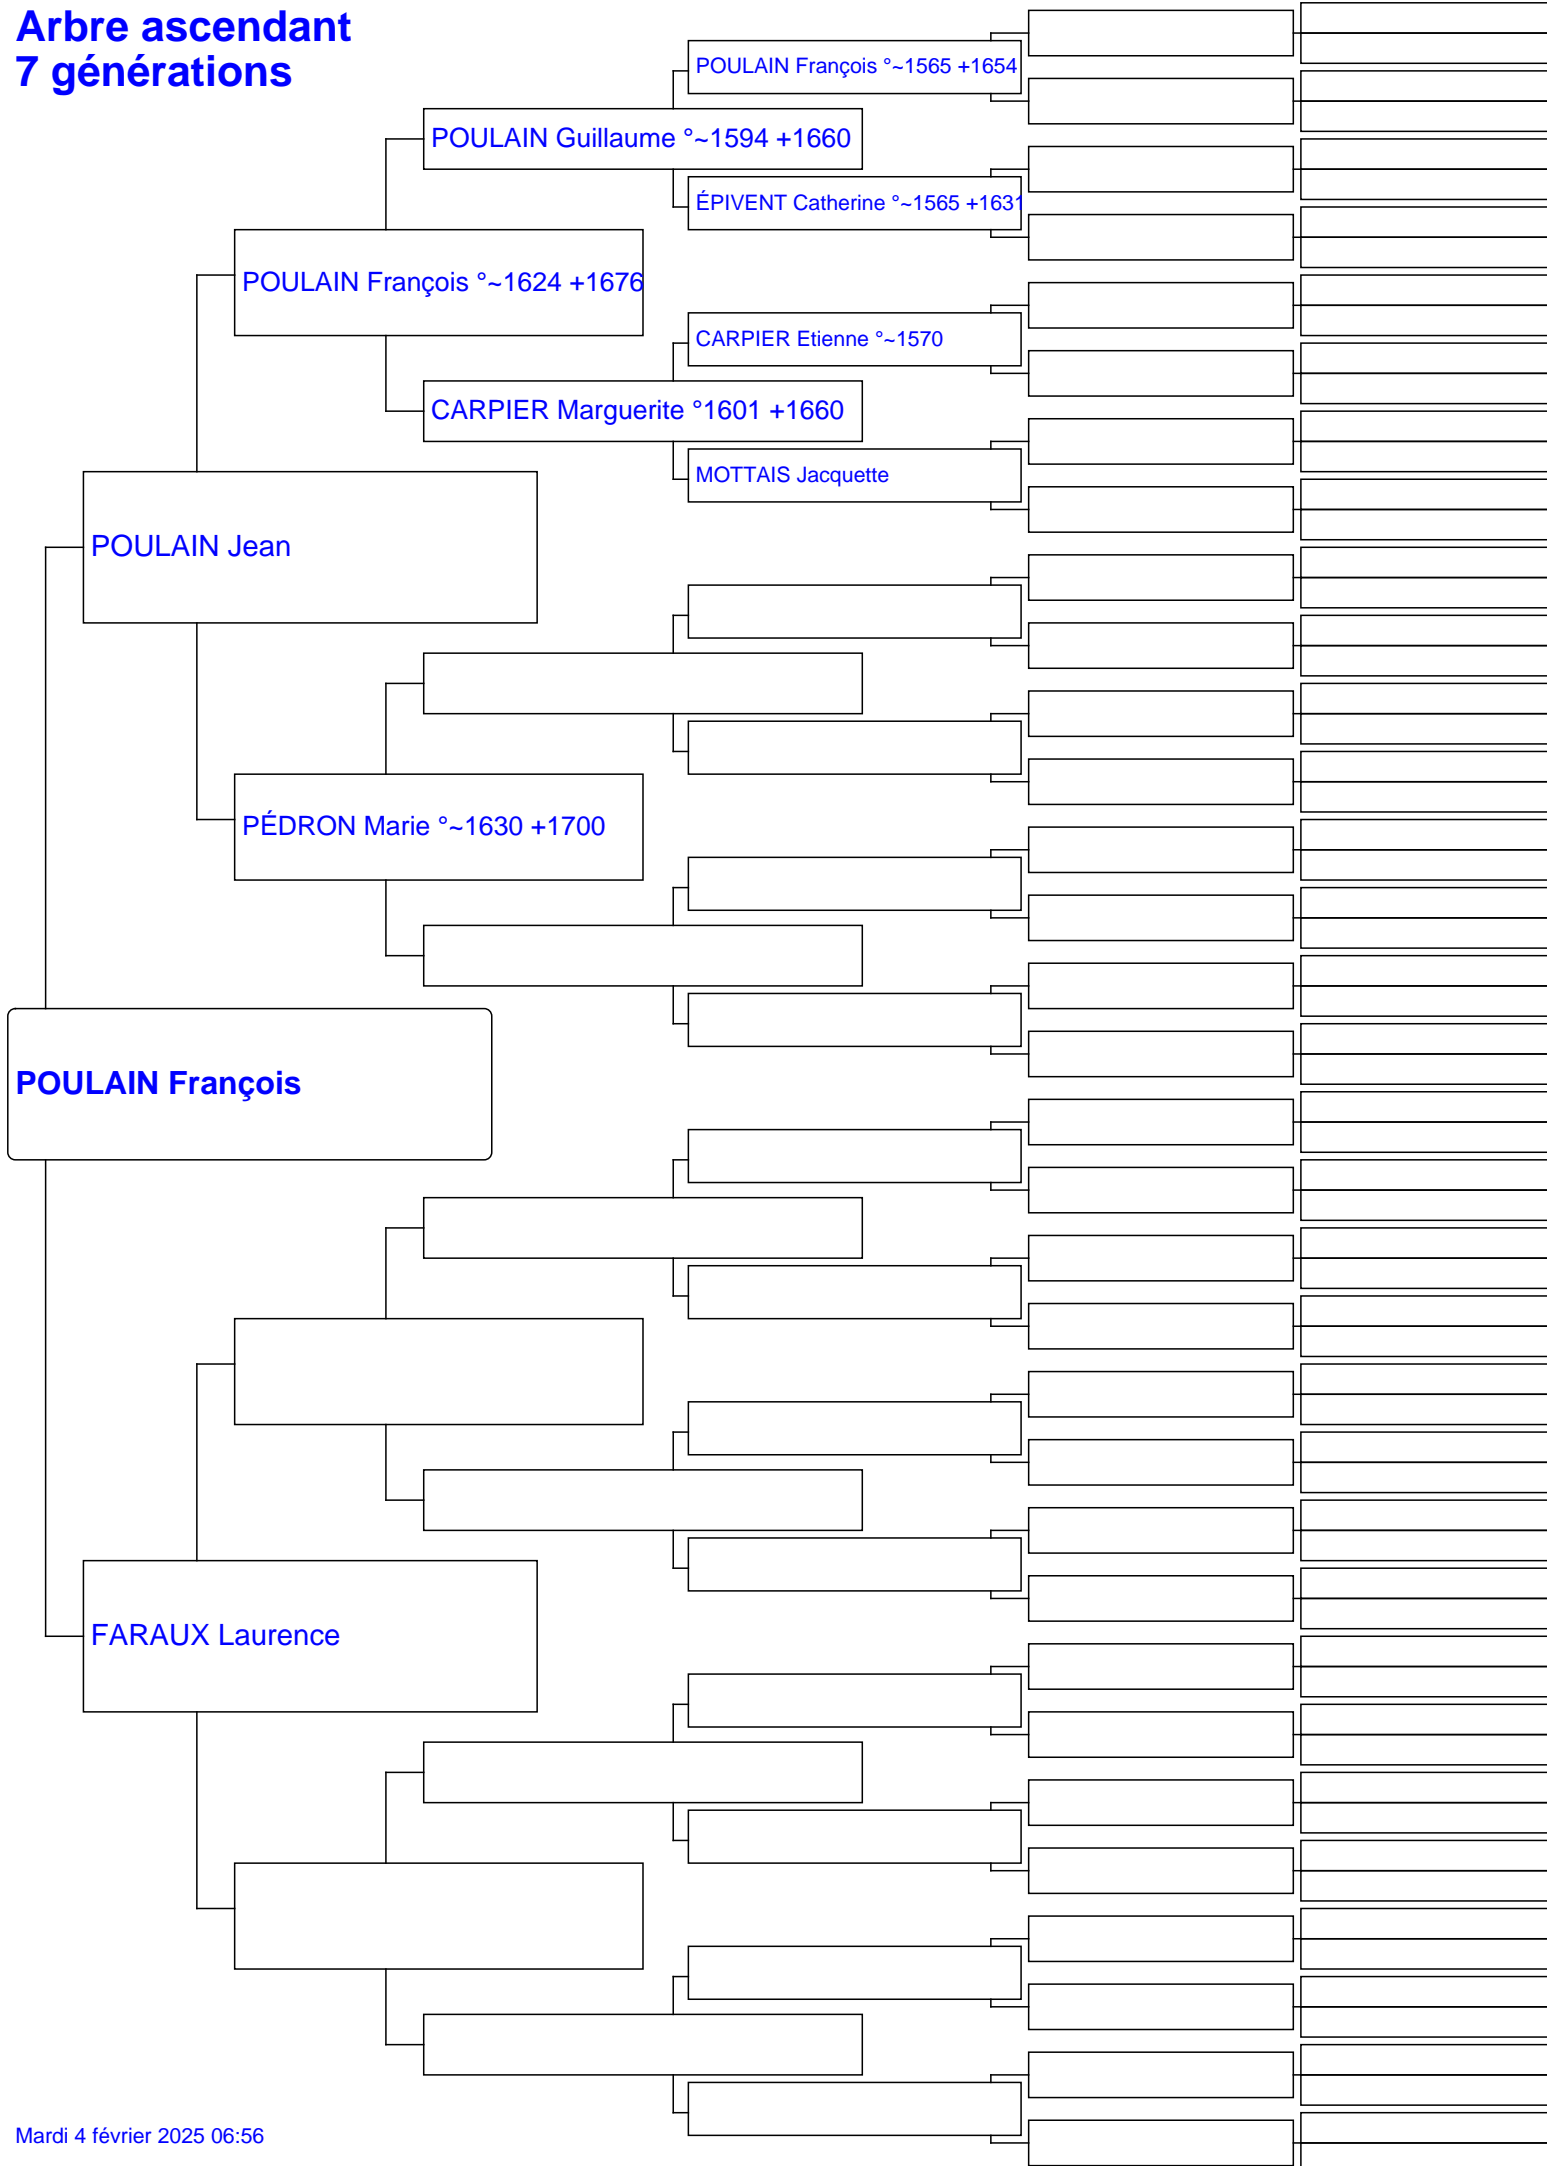 Arbre ascendant
7 générations
POULAIN François °~1565 +1654
POULAIN Guillaume °~1594 +1660
ÉPIVENT Catherine °~1565 +1631
POULAIN François °~1624 +1676
CARPIER Etienne °~1570
CARPIER Marguerite °1601 +1660
MOTTAIS Jacquette
POULAIN Jean
PÉDRON Marie °~1630 +1700
POULAIN François
FARAUX Laurence
Mardi 4 février 2025 06:56